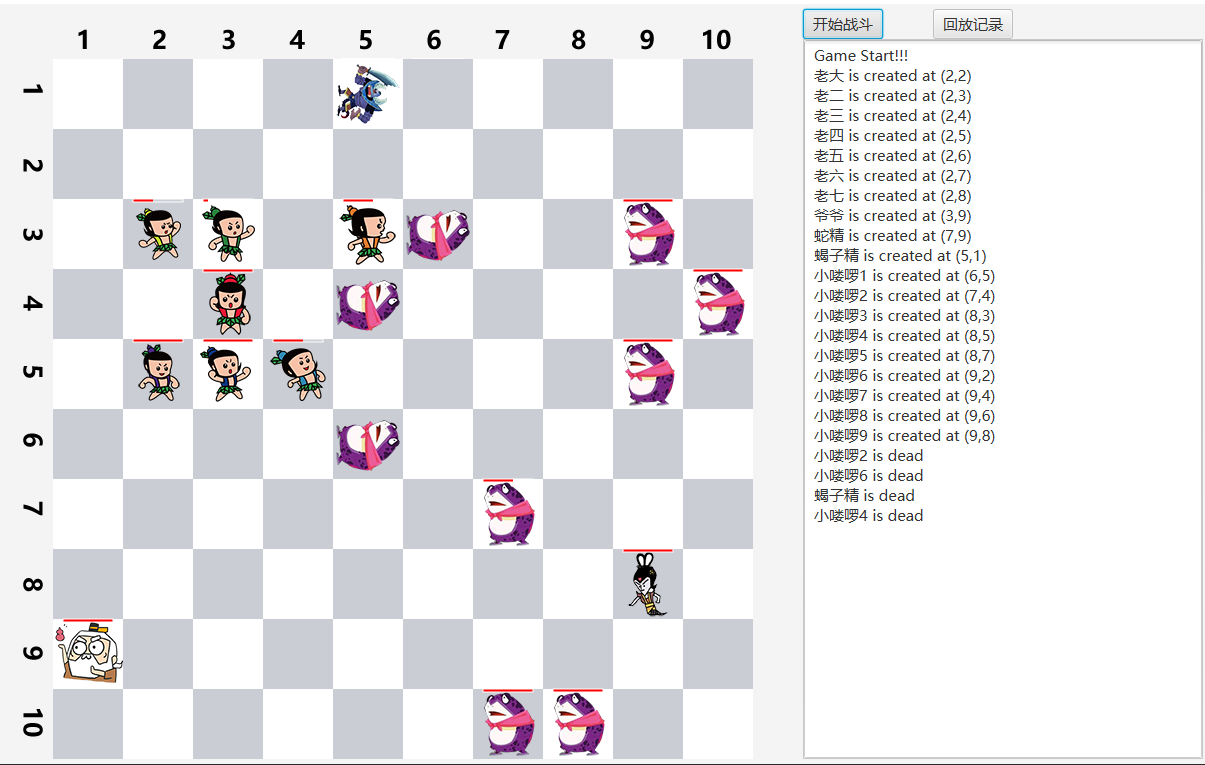 1 2 3 4 5 6 7 8 9 10
1
2
3
4
5
6
7
8
9
10
开始战斗 回放记录
Game Start!!!
老大 is created at (2,2)
老二 is created at (2,3)
老三 is created at (2,4)
老四 is created at (2,5)
老五 is created at (2,6)
老六 is created at (2,7)
老七 is created at (2,8)
爷爷 is created at (3,9)
蛇精 is created at (7,9)
蝎子精 is created at (5,1)
小喽啰1 is created at (6,5)
小喽啰2 is created at (7,4)
小喽啰3 is created at (8,3)
小喽啰4 is created at (8,5)
小喽啰5 is created at (8,7)
小喽啰6 is created at (9,2)
小喽啰7 is created at (9,4)
小喽啰8 is created at (9,6)
小喽啰9 is created at (9,8)
小喽啰2 is dead
小喽啰6 is dead
蝎子精 is dead
小喽啰4 is dead